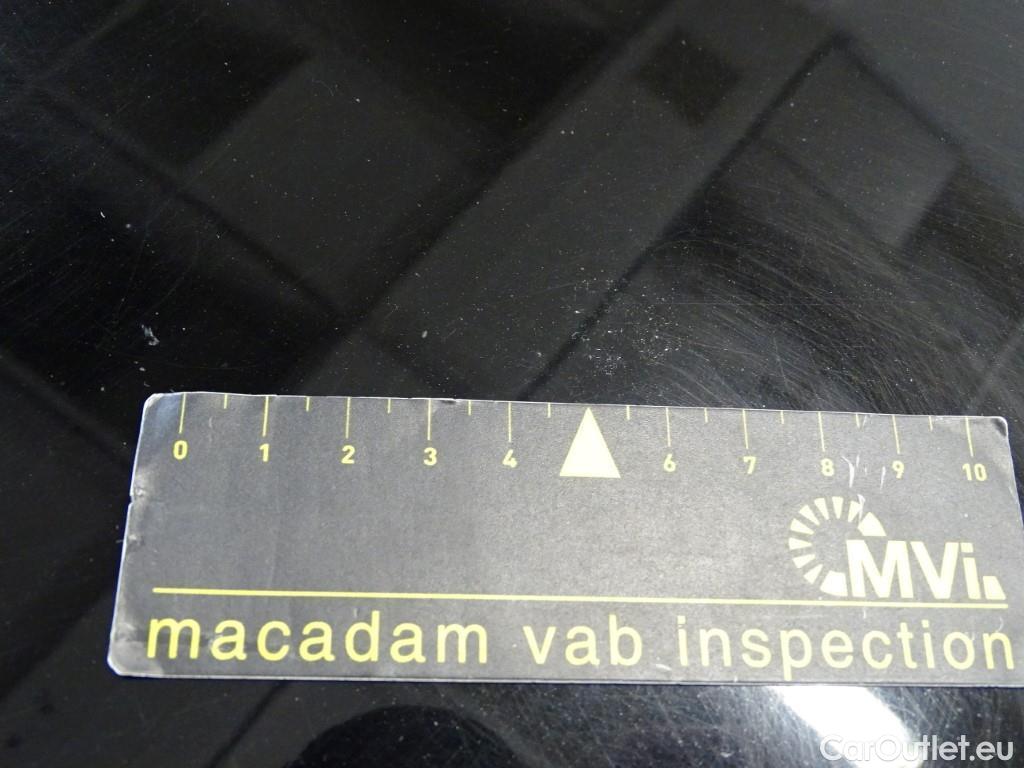 0 1 2 3 4 6 7 8 9 10
MVi
macadam vab inspection
CarOutlet.eu